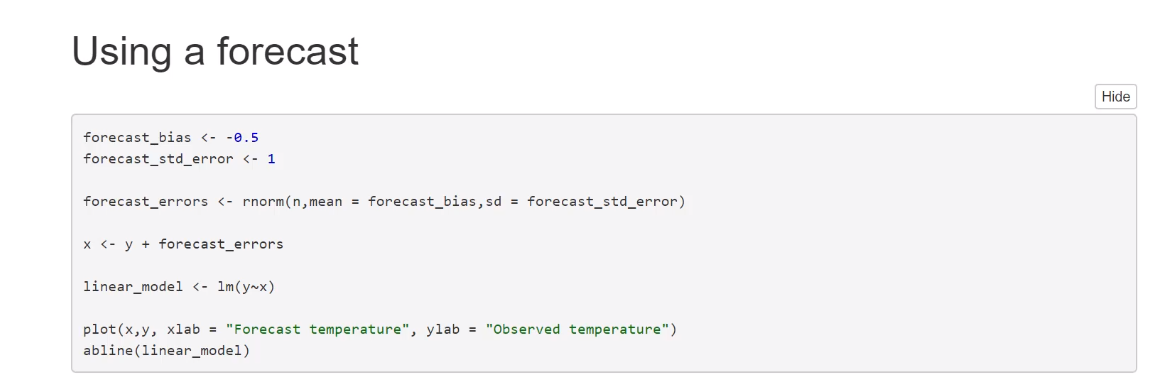 Using a forecast
Hide
forecast_bias <- -0.5
forecast_std_error <- 1
forecast_errors <- rnorm(n,mean = forecast_bias,sd = forecast_std_error)
x <- y + forecast_errors
linear_model <- lm(y~x)
plot(x,y, xlab = "Forecast temperature", ylab = "Observed temperature")
abline(linear_model)